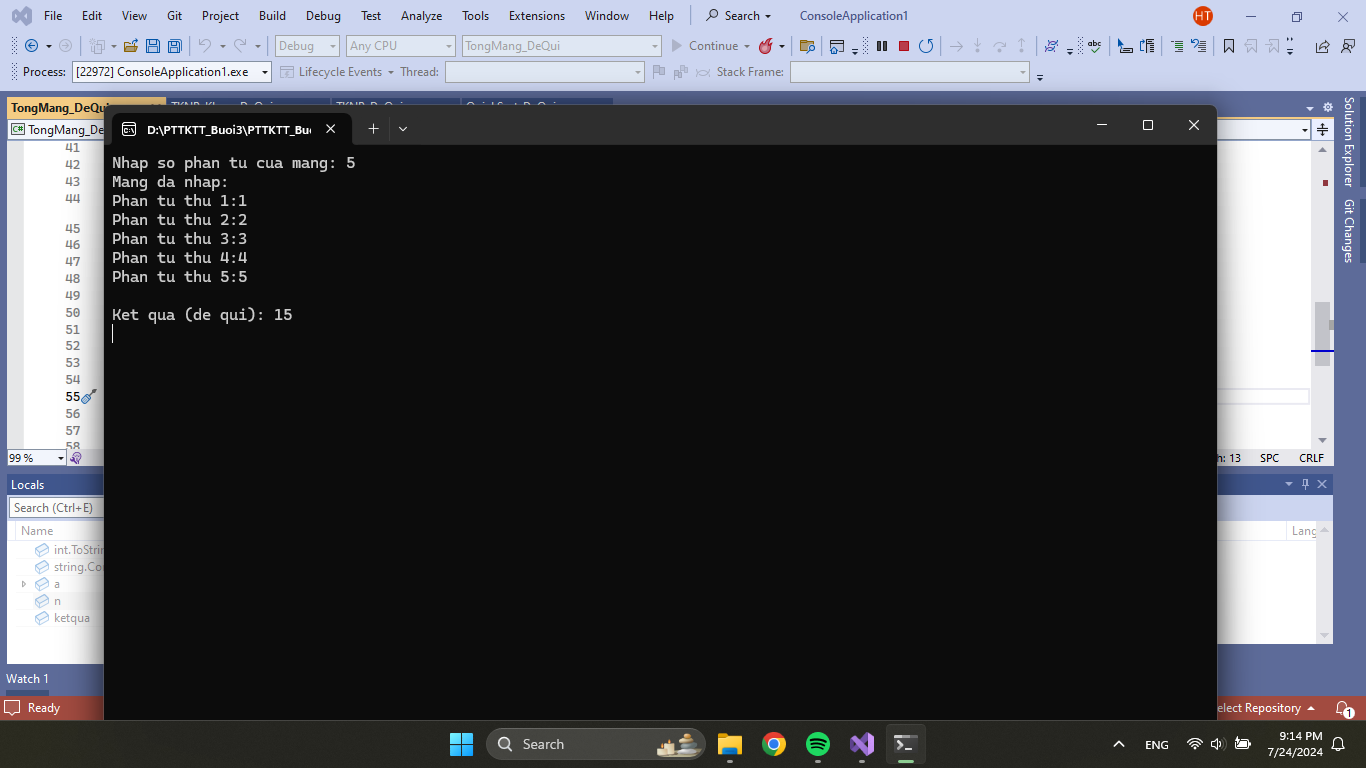 File Edit View Git Project Build Debug Test Analyze Tools Extensions Window Help Search ConsoleApplication1 HT
Debug Any CPU TongMang_DeQui Continue
Process: [22972] ConsoleApplication1.exe Lifecycle Events Thread: Stack Frame:
TongMang_DeQui
C# TongMang_De
D:\PTTKTT_Buoi3\PTTKTT_Bu
Nhap so phan tu cua mang: 5
Mang da nhap:
Phan tu thu 1:1
Phan tu thu 2:2
Phan tu thu 3:3
Phan tu thu 4:4
Phan tu thu 5:5
Ket qua (de qui): 15
41
42
43
44
45
46
47
48
49
50
51
52
53
54
55
56
57
58
99 %
h: 13 SPC CRLF
Solution Explorer
Git Changes
Locals
Search (Ctrl+E)
Name Lang
int.ToStrin
string.Co
a
n
ketqua
Watch 1
Ready
elect Repository 1
Search
ENG
9:14 PM
7/24/2024